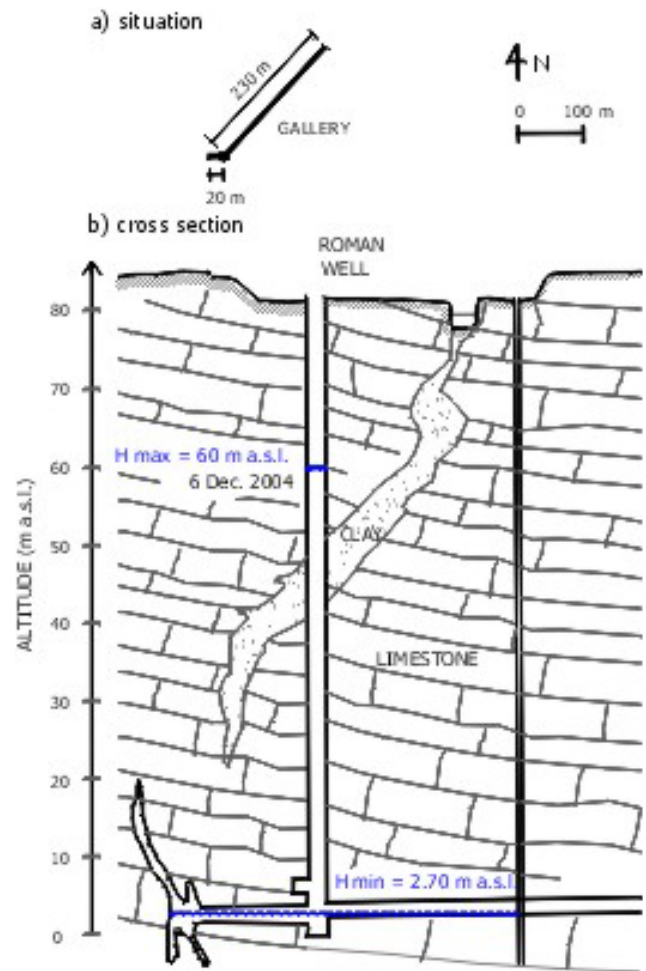 a) situation
230 m
GALLERY
20 m
N
0 100 m
b) cross section
ROMAN
WELL
80
70
H max = 60 m a.s.l.
60
6 Dec. 2004
50
CLAY
ALTITUDE (m a.s.l.)
40
LIMESTONE
30
20
10
H min = 2.70 m a.s.l.
0